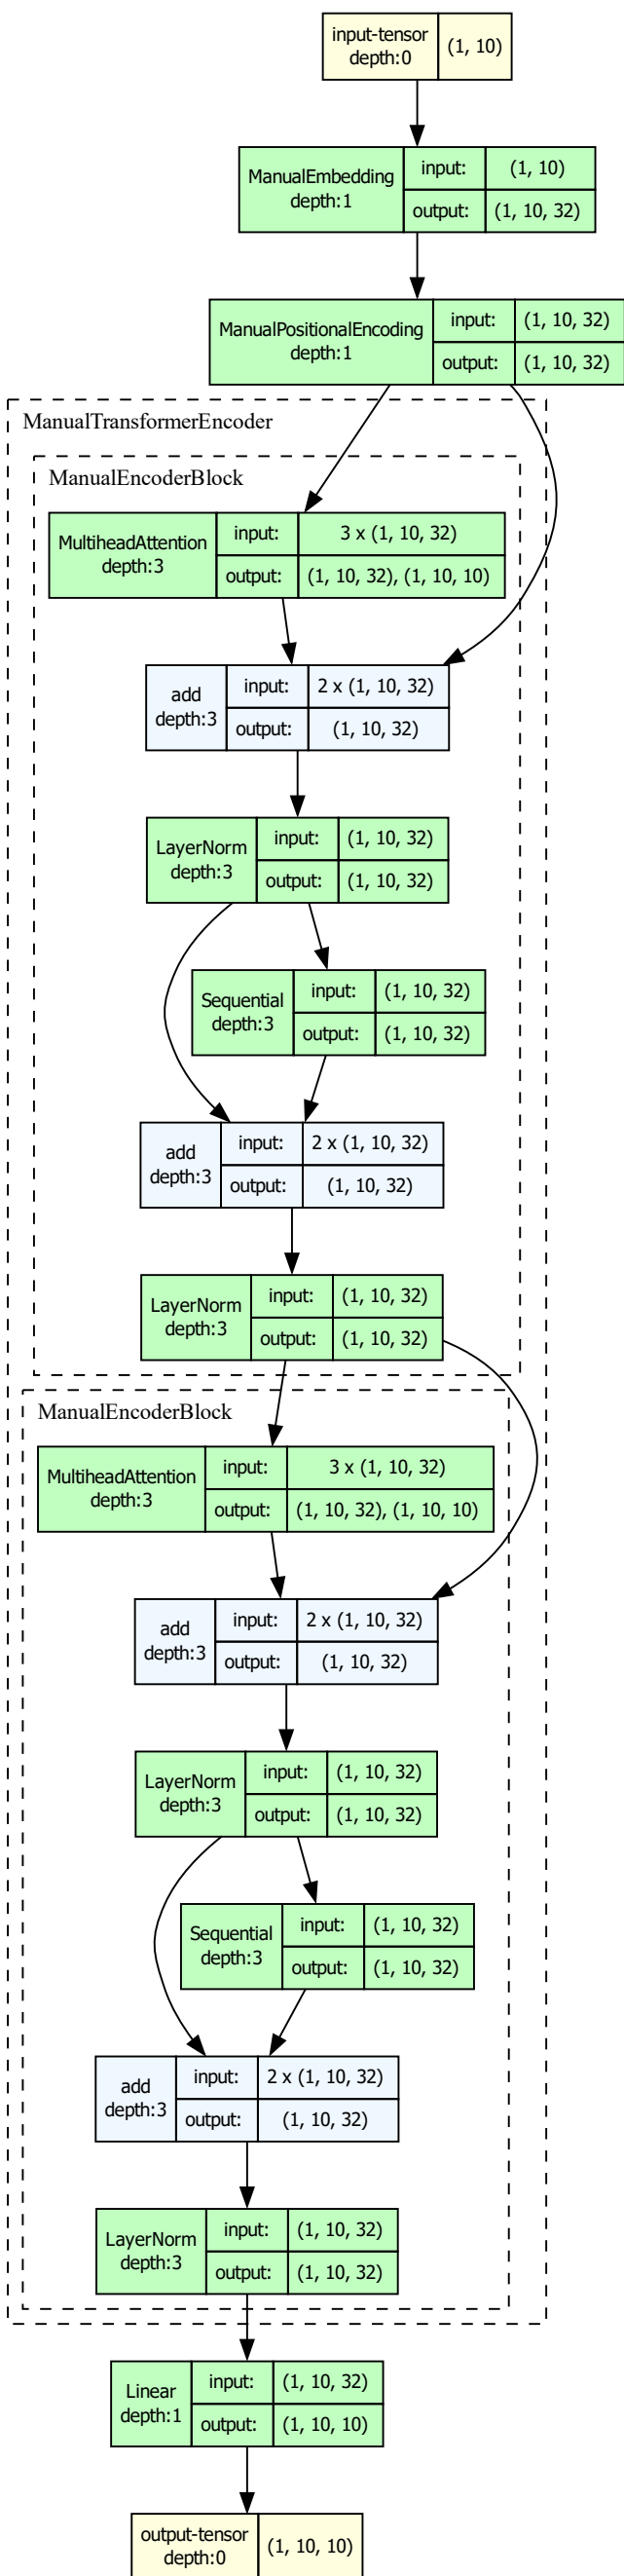 input-tensor
depth:0
(1, 10)
ManualEmbedding
depth:1
input:
(1, 10)
output:
(1, 10, 32)
ManualPositionalEncoding
depth:1
input:
(1, 10, 32)
output:
(1, 10, 32)
ManualTransformerEncoder
ManualEncoderBlock
MultiheadAttention
depth:3
input:
3 x (1, 10, 32)
output:
(1, 10, 32), (1, 10, 10)
add
depth:3
input:
2 x (1, 10, 32)
output:
(1, 10, 32)
LayerNorm
depth:3
input:
(1, 10, 32)
output:
(1, 10, 32)
Sequential
depth:3
input:
(1, 10, 32)
output:
(1, 10, 32)
add
depth:3
input:
2 x (1, 10, 32)
output:
(1, 10, 32)
LayerNorm
depth:3
input:
(1, 10, 32)
output:
(1, 10, 32)
ManualEncoderBlock
MultiheadAttention
depth:3
input:
3 x (1, 10, 32)
output:
(1, 10, 32), (1, 10, 10)
add
depth:3
input:
2 x (1, 10, 32)
output:
(1, 10, 32)
LayerNorm
depth:3
input:
(1, 10, 32)
output:
(1, 10, 32)
Sequential
depth:3
input:
(1, 10, 32)
output:
(1, 10, 32)
add
depth:3
input:
2 x (1, 10, 32)
output:
(1, 10, 32)
LayerNorm
depth:3
input:
(1, 10, 32)
output:
(1, 10, 32)
Linear
depth:1
input:
(1, 10, 32)
output:
(1, 10, 10)
output-tensor
depth:0
(1, 10, 10)